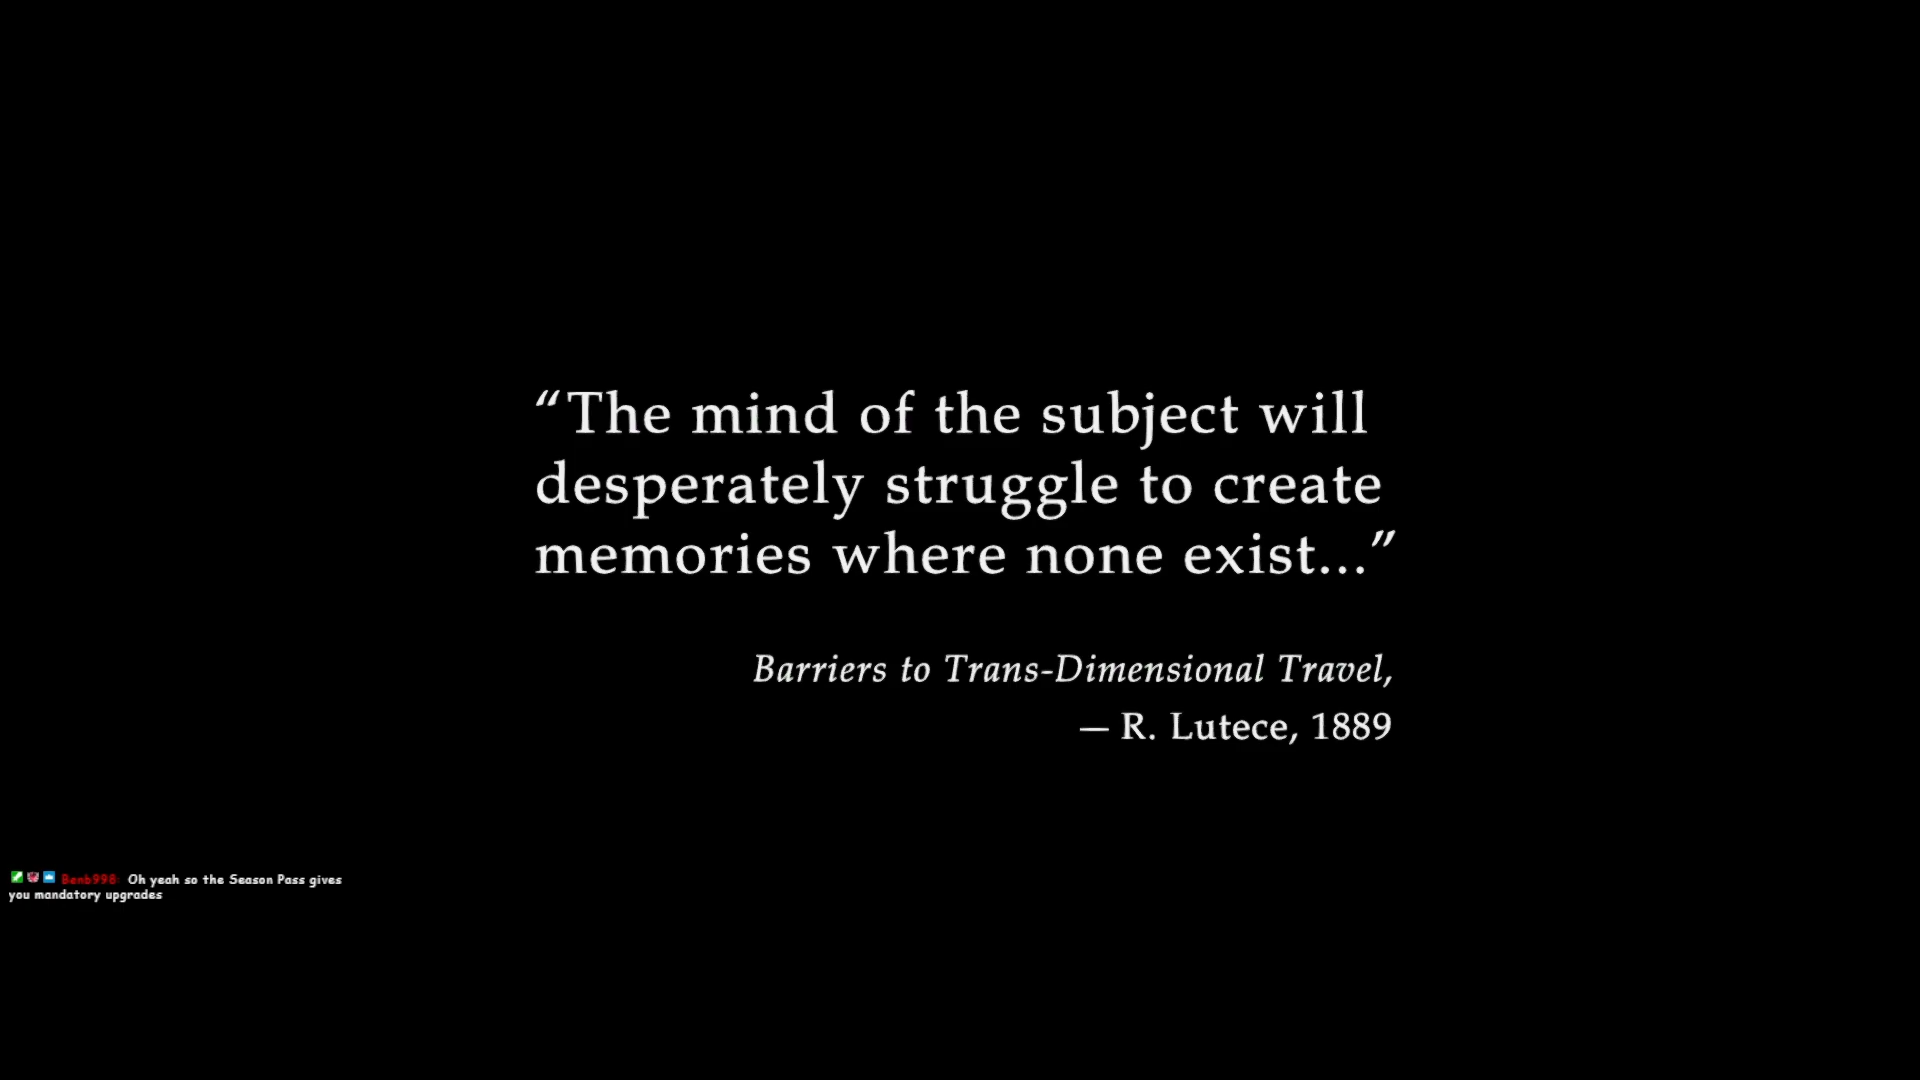 “The mind of the subject will
desperately struggle to create
memories where none exist...”
Barriers to Trans-Dimensional Travel,
— R. Lutece, 1889
Benb998: Oh yeah so the Season Pass gives
you mandatory upgrades